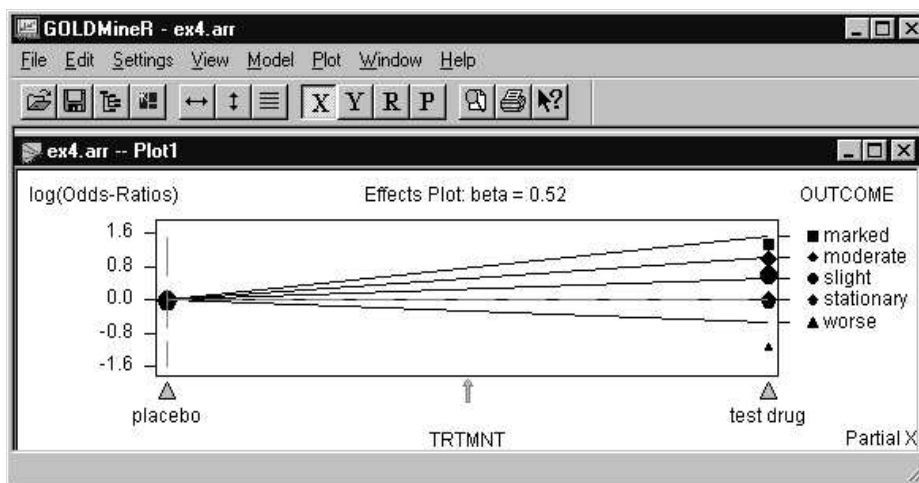 GOLDMineR - ex4.arr
File Edit Settings View Model Plot Window Help
X Y R P
ex4.arr -- Plot1
log(Odds-Ratios) Effects Plot: beta = 0.52 OUTCOME
1.6
0.8
0.0
-0.8
-1.6
marked
moderate
slight
stationary
worse
placebo test drug
TRTMNT Partial X